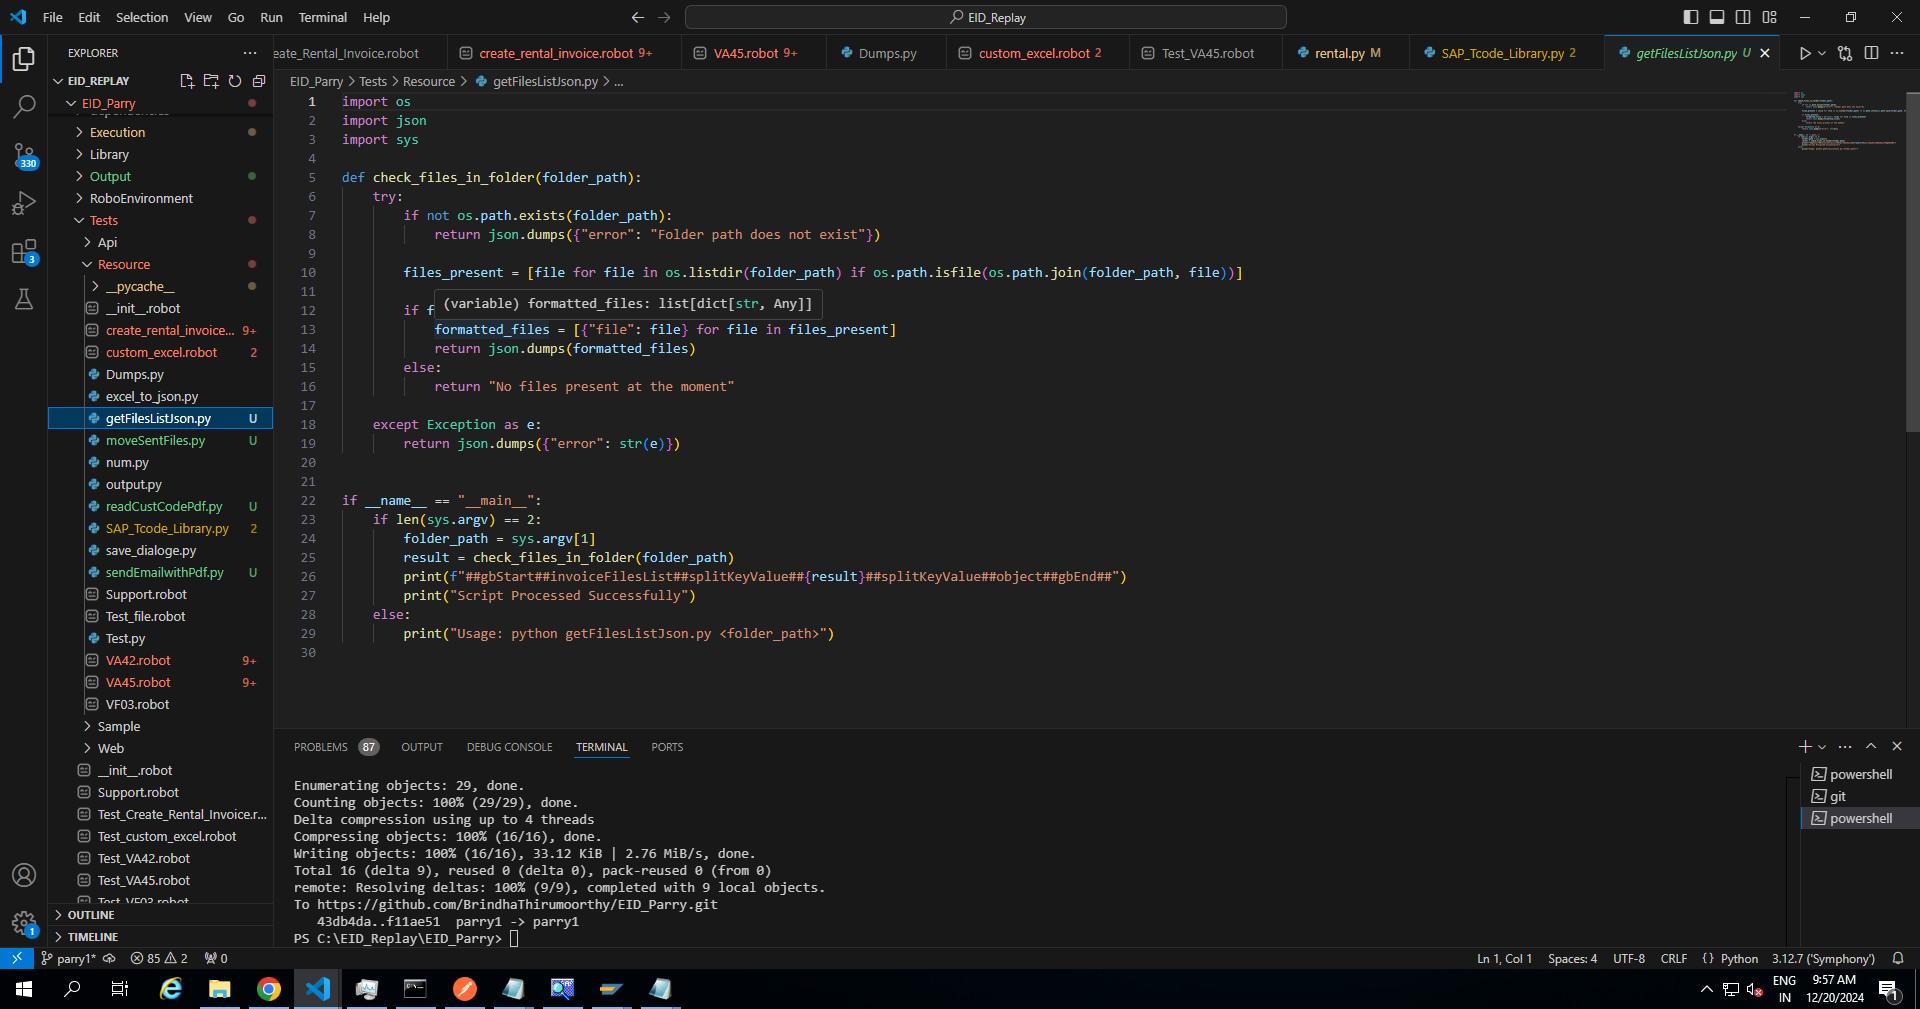 File Edit Selection View Go Run Terminal Help
EID_Replay
EXPLORER
eate_Rental_Invoice.robot
create_rental_invoice.robot 9+
VA45.robot 9+
Dumps.py
custom_excel.robot 2
Test_VA45.robot
rental.py M
SAP_Tcode_Library.py 2
getFilesListJson.py U
EID_REPLAY
EID_Parry
dependencies
Execution
Library
Output
RoboEnvironment
Tests
Api
Resource
__pycache__
__init__.robot
create_rental_invoice... 9+
custom_excel.robot 2
Dumps.py
excel_to_json.py
getFilesListJson.py U
moveSentFiles.py U
num.py
output.py
readCustCodePdf.py U
SAP_Tcode_Library.py 2
save_dialoge.py
sendEmailwithPdf.py U
Support.robot
Test_file.robot
Test.py
VA42.robot 9+
VA45.robot 9+
VF03.robot
Sample
Web
__init__.robot
Support.robot
Test_Create_Rental_Invoice.r...
Test_custom_excel.robot
Test_VA42.robot
Test_VA45.robot
Test_VF03.robot
OUTLINE
TIMELINE
330
3
1
EID_Parry > Tests > Resource > getFilesListJson.py > ...
1 import os
2 import json
3 import sys
4
5 def check_files_in_folder(folder_path):
6 try:
7 if not os.path.exists(folder_path):
8 return json.dumps({"error": "Folder path does not exist"})
9
10 files_present = [file for file in os.listdir(folder_path) if os.path.isfile(os.path.join(folder_path, file))]
11
(variable) formatted_files: list[dict[str, Any]]
12 if f
13 formatted_files = [{"file": file} for file in files_present]
14 return json.dumps(formatted_files)
15 else:
16 return "No files present at the moment"
17
18 except Exception as e:
19 return json.dumps({"error": str(e)})
20
21
22 if __name__ == "__main__":
23 if len(sys.argv) == 2:
24 folder_path = sys.argv[1]
25 result = check_files_in_folder(folder_path)
26 print(f"##gbStart##invoiceFilesList##splitKeyValue##{result}##splitKeyValue##object##gbEnd##")
27 print("Script Processed Successfully")
28 else:
29 print("Usage: python getFilesListJson.py <folder_path>")
30
PROBLEMS 87 OUTPUT DEBUG CONSOLE TERMINAL PORTS
Enumerating objects: 29, done.
Counting objects: 100% (29/29), done.
Delta compression using up to 4 threads
Compressing objects: 100% (16/16), done.
Writing objects: 100% (16/16), 33.12 KiB | 2.76 MiB/s, done.
Total 16 (delta 9), reused 0 (delta 0), pack-reused 0 (from 0)
remote: Resolving deltas: 100% (9/9), completed with 9 local objects.
To https://github.com/BrindhaThirumoorthy/EID_Parry.git
43db4da..f11ae51 parry1 -> parry1
PS C:\EID_Replay\EID_Parry>
powershell
git
powershell
parry1* 85 2 0
Ln 1, Col 1 Spaces: 4 UTF-8 CRLF {} Python 3.12.7 ('Symphony')
ENG
IN
9:57 AM
12/20/2024
1